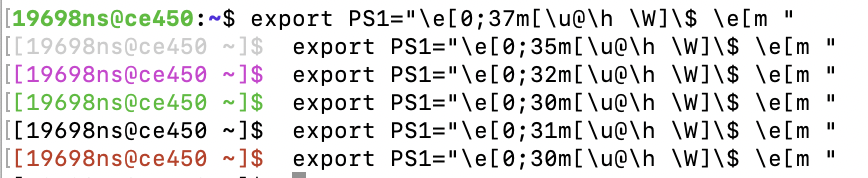 19698ns@ce450:~$ export PS1="\e[0;37m[\u@\h \W]\$ \e[m "
[[19698ns@ce450 ~]$  export PS1="\e[0;35m[\u@\h \W]\$ \e[m "
[[19698ns@ce450 ~]$  export PS1="\e[0;32m[\u@\h \W]\$ \e[m "
[[19698ns@ce450 ~]$  export PS1="\e[0;30m[\u@\h \W]\$ \e[m "
[[19698ns@ce450 ~]$  export PS1="\e[0;31m[\u@\h \W]\$ \e[m "
[[19698ns@ce450 ~]$  export PS1="\e[0;30m[\u@\h \W]\$ \e[m "